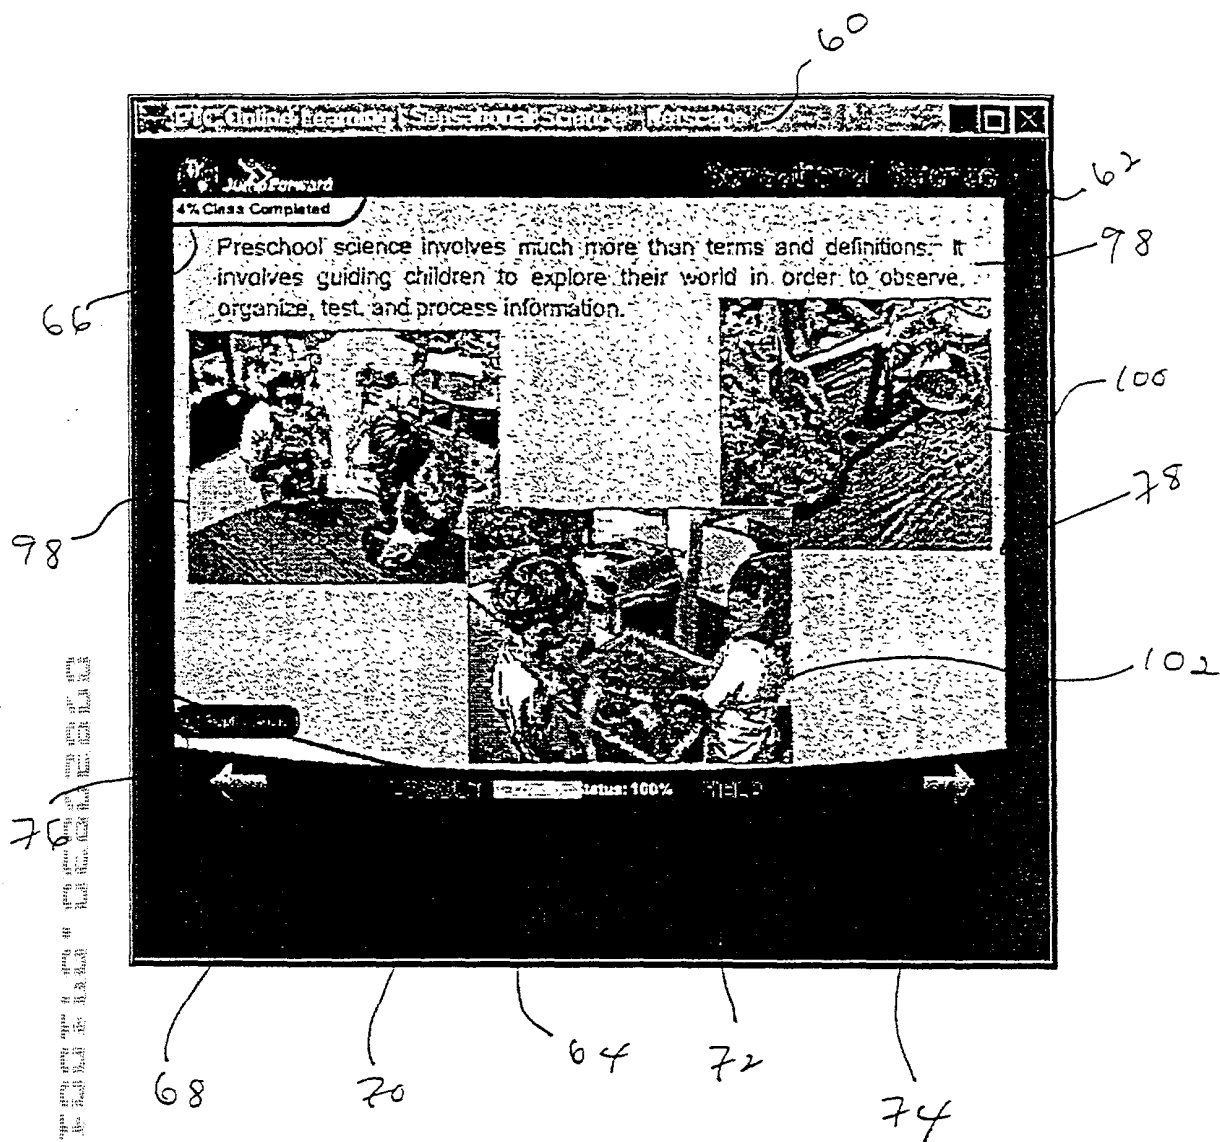 60
PTC Online Learning | Sensational Science - Netscape
JumpForward
Sensational Science
62
4% Class Completed
Preschool science involves much more than terms and definitions. It
involves guiding children to explore their world in order to observe,
organize, test, and process information.
98
66
100
78
98
102
76
Status: 100%
HELP
68
70
64
72
74